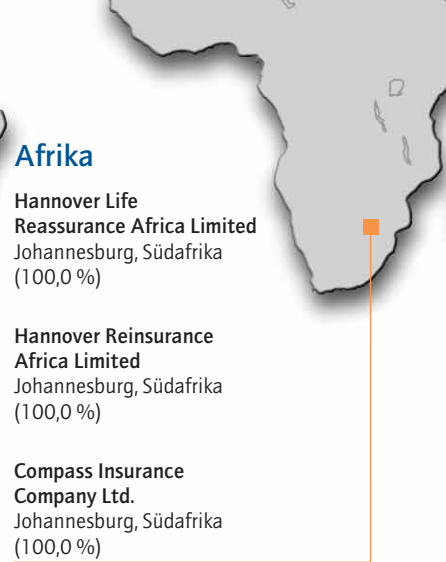 Afrika
Hannover Life
Reassurance Africa Limited
Johannesburg, Südafrika
(100,0 %)
Hannover Reinsurance
Africa Limited
Johannesburg, Südafrika
(100,0 %)
Compass Insurance
Company Ltd.
Johannesburg, Südafrika
(100,0 %)